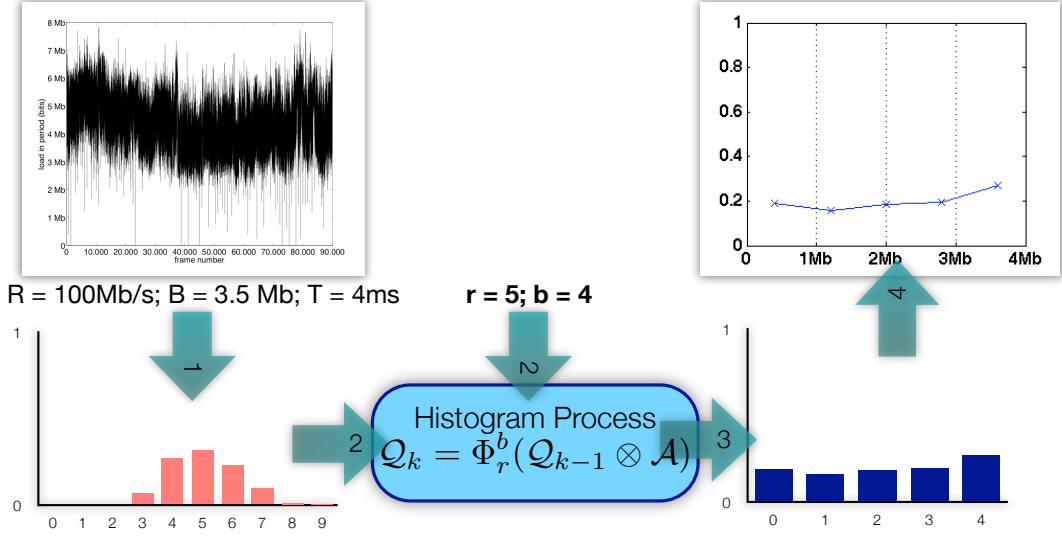 8 Mb
7 Mb
6 Mb
5 Mb
4 Mb
3 Mb
2 Mb
1 Mb
0
load in period (bits)
0 10.000 20.000 30.000 40.000 50.000 60.000 70.000 80.000 90.000
frame number
1
0.8
0.6
0.4
0.2
0
0 1Mb 2Mb 3Mb 4Mb
R = 100Mb/s; B = 3.5 Mb; T = 4ms
r = 5; b = 4
1
2
4
1
0
0 1 2 3 4 5 6 7 8 9
2
Histogram Process
𝒬ₖ = Φᵣᵇ(𝒬ₖ₋₁ ⊗ 𝒜)
3
1
0
0 1 2 3 4